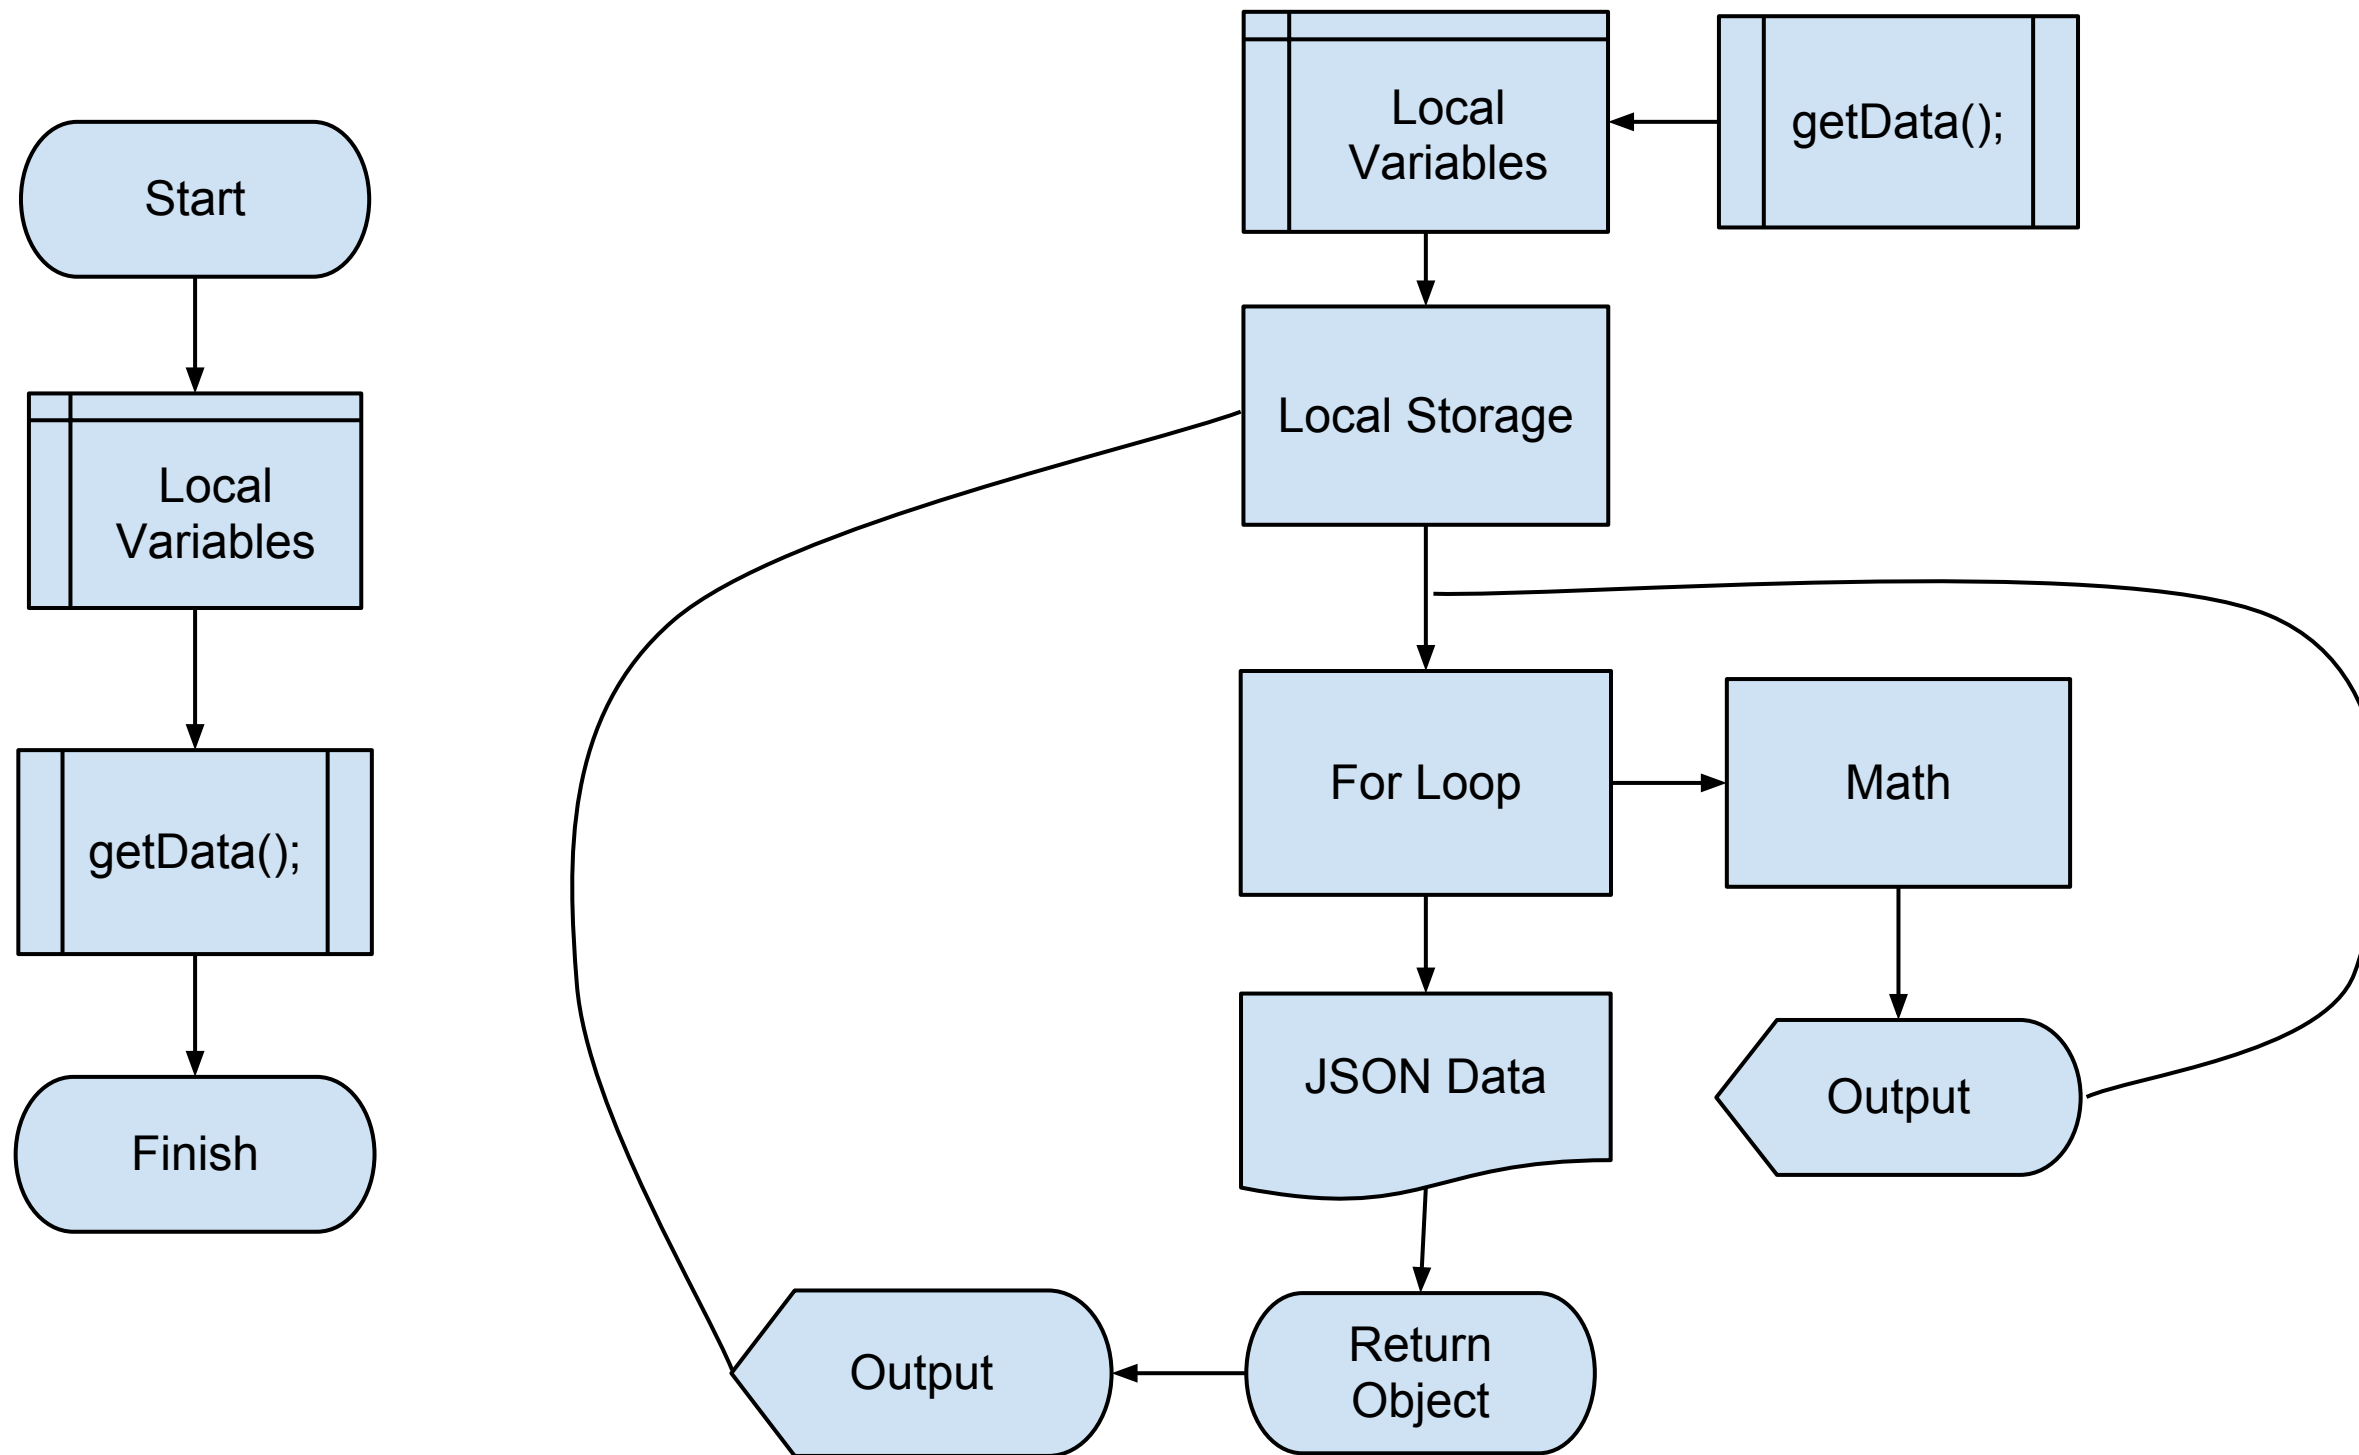 Start
Local
Variables
getData();
Finish
Local
Variables
getData();
Local Storage
For Loop
Math
JSON Data
Output
Return
Object
Output